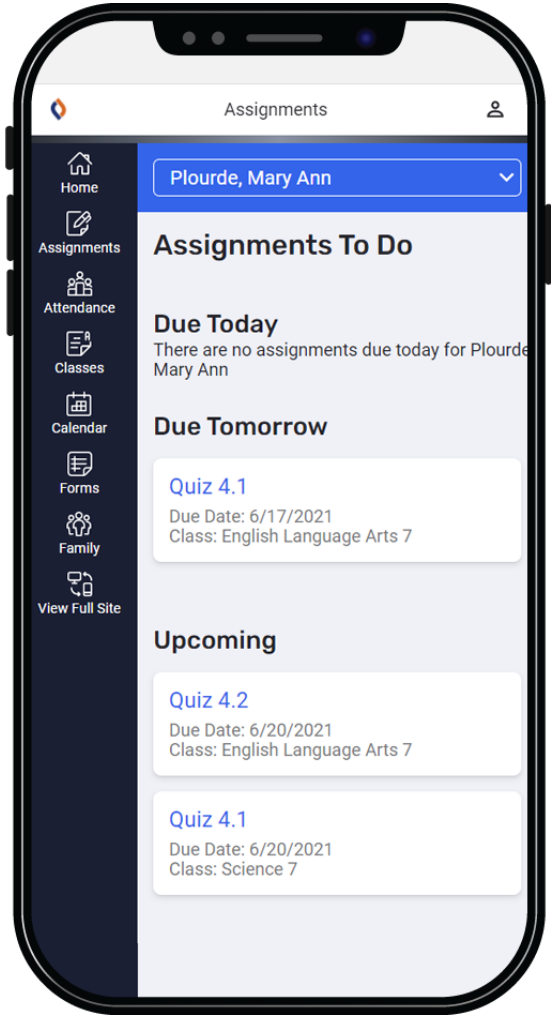 Assignments
Home
Assignments
Attendance
Classes
Calendar
Forms
Family
View Full Site
Plourde, Mary Ann
Assignments To Do
Due Today
There are no assignments due today for Plourde
Mary Ann
Due Tomorrow
Quiz 4.1
Due Date: 6/17/2021
Class: English Language Arts 7
Upcoming
Quiz 4.2
Due Date: 6/20/2021
Class: English Language Arts 7
Quiz 4.1
Due Date: 6/20/2021
Class: Science 7